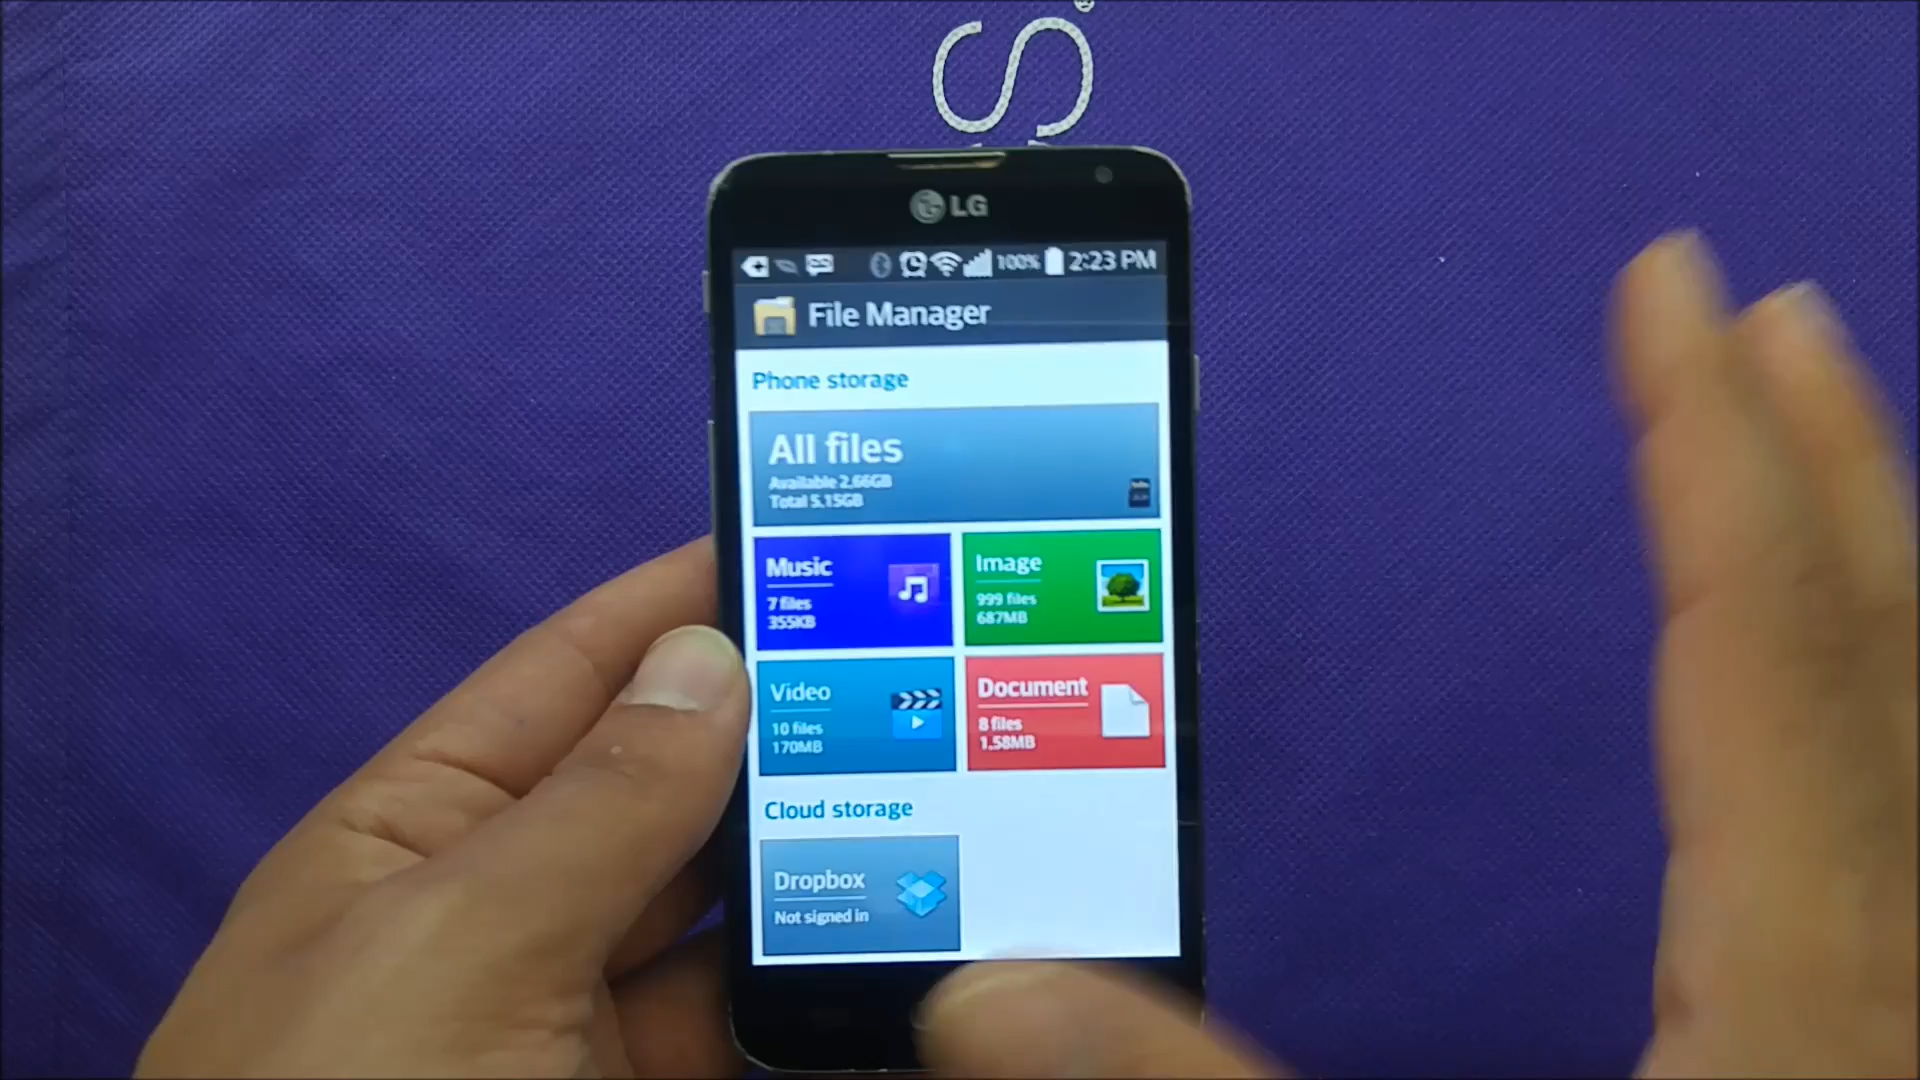 S
LG
100% 2:23 PM
File Manager
Phone storage
All files
Available 2.66GB
Total 5.15GB
Music
7 files
355KB
Image
999 files
687MB
Video
10 files
170MB
Document
8 files
1.58MB
Cloud storage
Dropbox
Not signed in